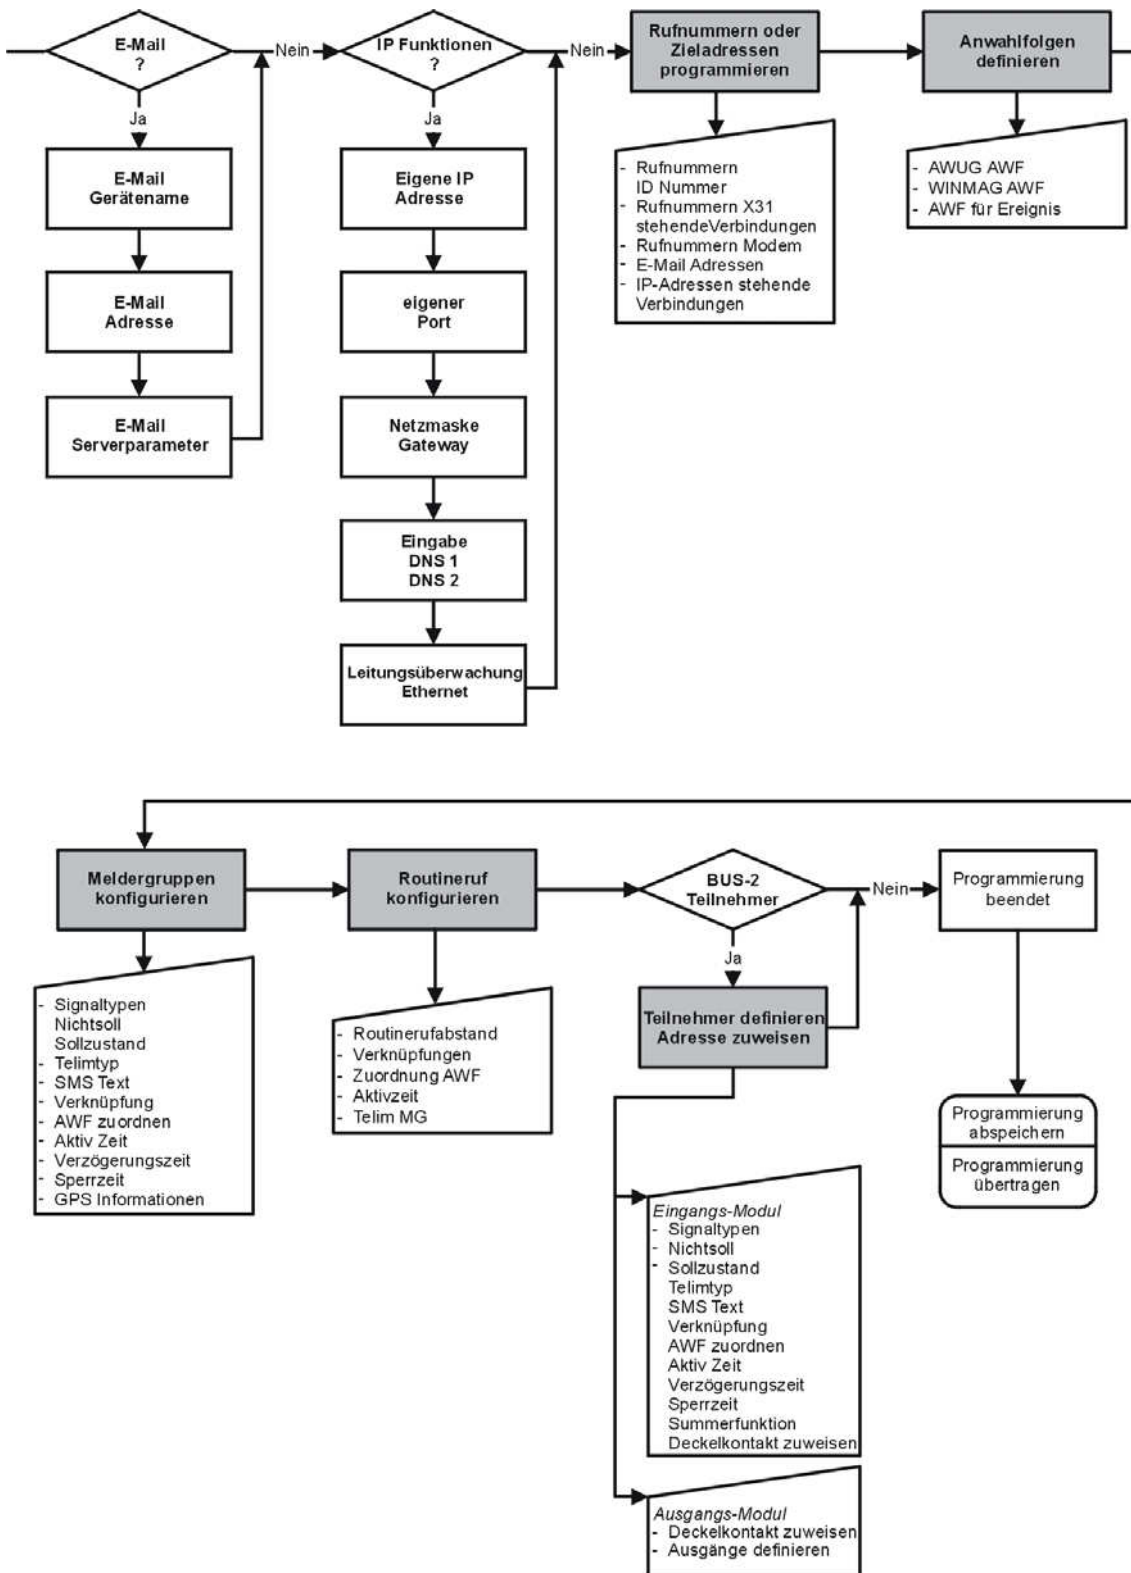 E-Mail
?
Nein
Ja
E-Mail
Gerätename
E-Mail
Adresse
E-Mail
Serverparameter
IP Funktionen
?
Nein
Ja
Eigene IP
Adresse
eigener
Port
Netzmaske
Gateway
Eingabe
DNS 1
DNS 2
Leitungsüberwachung
Ethernet
Rufnummern oder
Zieladressen
programmieren
- Rufnummern
ID Nummer
- Rufnummern X31
stehendeVerbindungen
- Rufnummern Modem
- E-Mail Adressen
- IP-Adressen stehende
Verbindungen
Anwahlfolgen
definieren
- AWUG AWF
- WINMAG AWF
- AWF für Ereignis
Meldergruppen
konfigurieren
- Signaltypen
Nichtsoll
Sollzustand
- Telimtyp
- SMS Text
- Verknüpfung
- AWF zuordnen
- Aktiv Zeit
- Verzögerungszeit
- Sperrzeit
- GPS Informationen
Routineruf
konfigurieren
- Routinerufabstand
- Verknüpfungen
- Zuordnung AWF
- Aktivzeit
- Telim MG
BUS-2
Teilnehmer
Nein
Ja
Teilnehmer definieren
Adresse zuweisen
Eingangs-Modul
- Signaltypen
- Nichtsoll
- Sollzustand
Telimtyp
SMS Text
Verknüpfung
AWF zuordnen
Aktiv Zeit
Verzögerungszeit
Sperrzeit
Summerfunktion
Deckelkontakt zuweisen
Ausgangs-Modul
- Deckelkontakt zuweisen
- Ausgänge definieren
Programmierung
beendet
Programmierung
abspeichern
Programmierung
übertragen